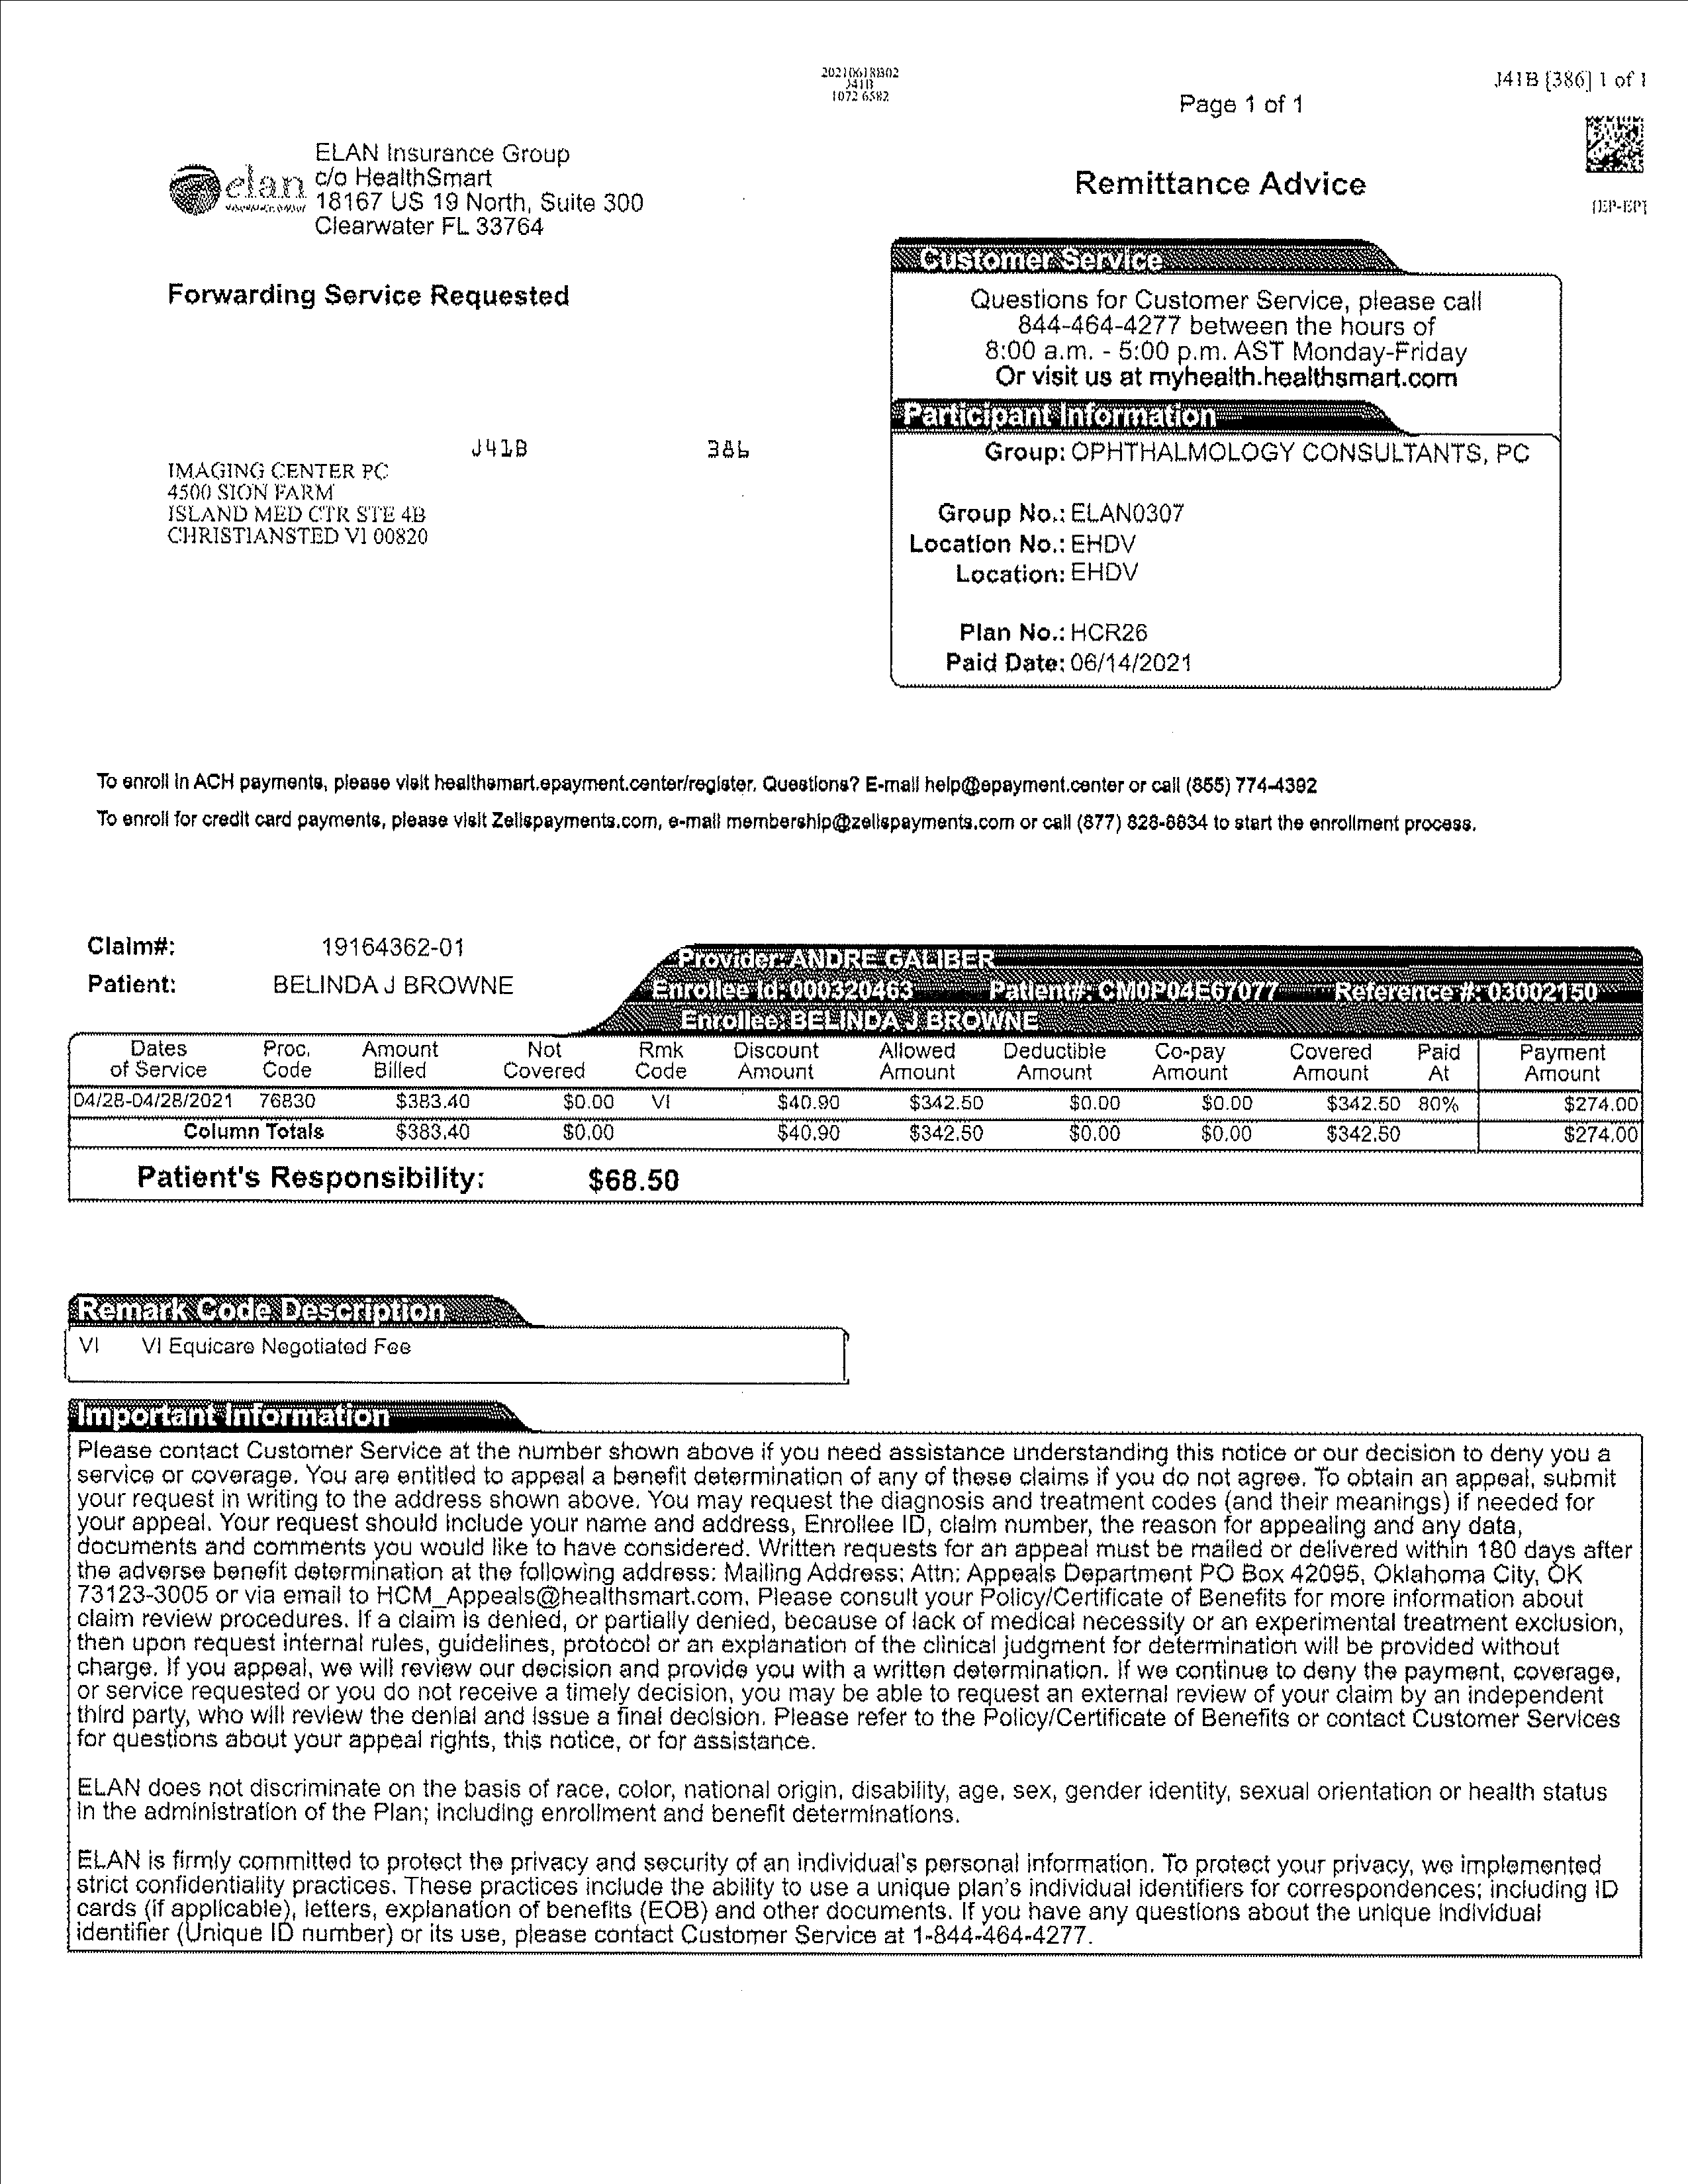 20210618B02
J41B
1072 6582
J41B [386] 1 of 1
Page 1 of 1
[EP-EP]
elan
ELAN Insurance Group
c/o HealthSmart
18167 US 19 North, Suite 300
Clearwater FL 33764
Remittance Advice
Forwarding Service Requested
Customer Service
Questions for Customer Service, please call
844-464-4277 between the hours of
8:00 a.m. - 5:00 p.m. AST Monday-Friday
Or visit us at myhealth.healthsmart.com
Participant Information
Group: OPHTHALMOLOGY CONSULTANTS, PC
Group No.: ELAN0307
Location No.: EHDV
Location: EHDV
Plan No.: HCR26
Paid Date: 06/14/2021
J41B 386
IMAGING CENTER PC
4500 SION FARM
ISLAND MED CTR STE 4B
CHRISTIANSTED VI 00820
To enroll in ACH payments, please visit healthsmart.epayment.center/register. Questions? E-mail help@epayment.center or call (855) 774-4392
To enroll for credit card payments, please visit Zelispayments.com, e-mail membership@zelispayments.com or call (877) 828-8834 to start the enrollment process.
Claim#: 19164362-01
Patient: BELINDA J BROWNE
Provider: ANDRE GALIBER
Enrollee Id: 000320463 Patient#: CM0P04E67077 Reference #: 03002150
Enrollee: BELINDA J BROWNE
Dates of Service Proc. Code Amount Billed Not Covered Rmk Code Discount Amount Allowed Amount Deductible Amount Co-pay Amount Covered Amount Paid At Payment Amount
04/28-04/28/2021 76830 $383.40 $0.00 VI $40.90 $342.50 $0.00 $0.00 $342.50 80% $274.00
Column Totals $383.40 $0.00 $40.90 $342.50 $0.00 $0.00 $342.50 $274.00
Patient's Responsibility: $68.50
Remark Code Description
VI VI Equicare Negotiated Fee
Important Information
Please contact Customer Service at the number shown above if you need assistance understanding this notice or our decision to deny you a
service or coverage. You are entitled to appeal a benefit determination of any of these claims if you do not agree. To obtain an appeal, submit
your request in writing to the address shown above. You may request the diagnosis and treatment codes (and their meanings) if needed for
your appeal. Your request should include your name and address, Enrollee ID, claim number, the reason for appealing and any data,
documents and comments you would like to have considered. Written requests for an appeal must be mailed or delivered within 180 days after
the adverse benefit determination at the following address: Mailing Address: Attn: Appeals Department PO Box 42095, Oklahoma City, OK
73123-3005 or via email to HCM_Appeals@healthsmart.com. Please consult your Policy/Certificate of Benefits for more information about
claim review procedures. If a claim is denied, or partially denied, because of lack of medical necessity or an experimental treatment exclusion,
then upon request internal rules, guidelines, protocol or an explanation of the clinical judgment for determination will be provided without
charge. If you appeal, we will review our decision and provide you with a written determination. If we continue to deny the payment, coverage,
or service requested or you do not receive a timely decision, you may be able to request an external review of your claim by an independent
third party, who will review the denial and issue a final decision. Please refer to the Policy/Certificate of Benefits or contact Customer Services
for questions about your appeal rights, this notice, or for assistance.
ELAN does not discriminate on the basis of race, color, national origin, disability, age, sex, gender identity, sexual orientation or health status
in the administration of the Plan; including enrollment and benefit determinations.
ELAN is firmly committed to protect the privacy and security of an individual's personal information. To protect your privacy, we implemented
strict confidentiality practices. These practices include the ability to use a unique plan's individual identifiers for correspondences; including ID
cards (if applicable), letters, explanation of benefits (EOB) and other documents. If you have any questions about the unique individual
identifier (Unique ID number) or its use, please contact Customer Service at 1-844-464-4277.